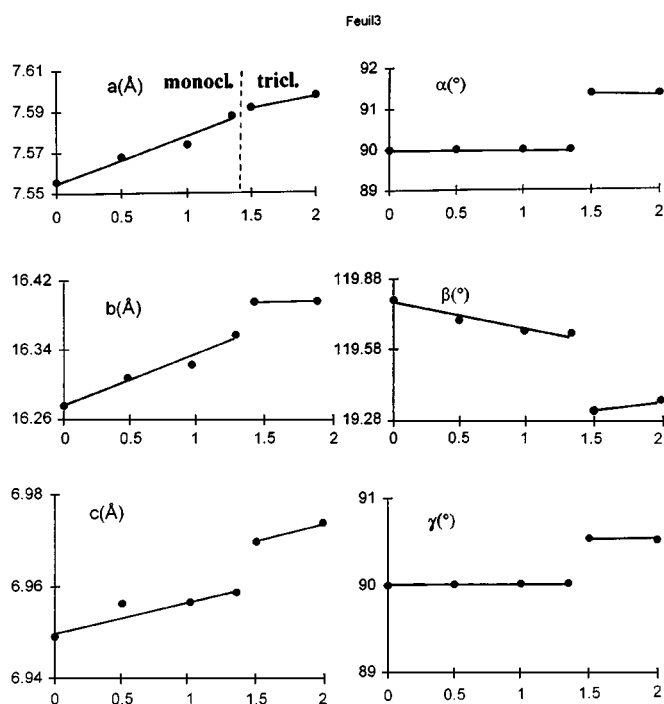 Feuil3
7.61
a(Å)
monocl.
tricl.
7.59
7.57
7.55
0 0.5 1 1.5 2
92
α(°)
91
90
89
0 0.5 1 1.5 2
16.42
b(Å)
16.34
16.26
0 0.5 1 1.5 2
119.88
β(°)
119.58
19.28
0 0.5 1 1.5 2
6.98
c(Å)
6.96
6.94
0 0.5 1 1.5 2
91
γ(°)
90
89
0 0.5 1 1.5 2